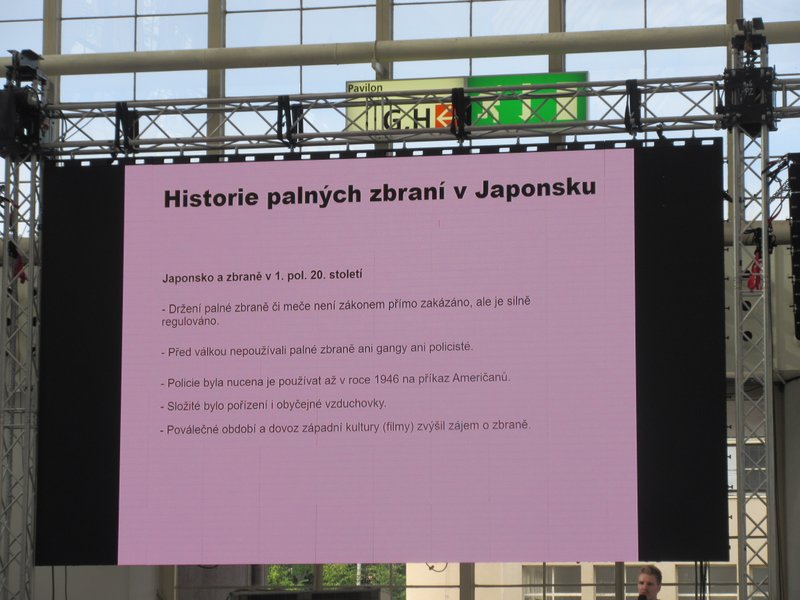 Pavilon
G.H
Historie palných zbraní v Japonsku
Japonsko a zbraně v 1. pol. 20. století
- Držení palné zbraně či meče není zákonem přímo zakázáno, ale je silně
regulováno.
- Před válkou nepoužívali palné zbraně ani gangy ani policisté.
- Policie byla nucena je používat až v roce 1946 na příkaz Američanů.
- Složité bylo pořízení i obyčejné vzduchovky.
- Poválečné období a dovoz západní kultury (filmy) zvýšil zájem o zbraně.